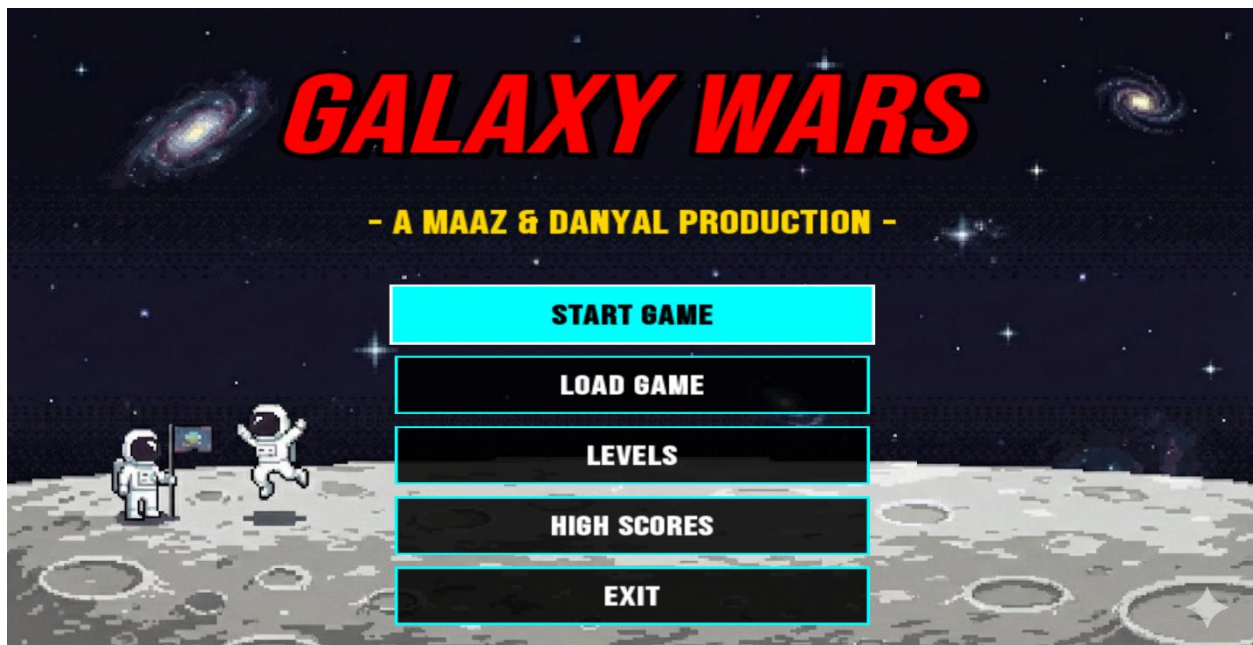 GALAXY WARS
- A MAAZ & DANYAL PRODUCTION -
START GAME
LOAD GAME
LEVELS
HIGH SCORES
EXIT